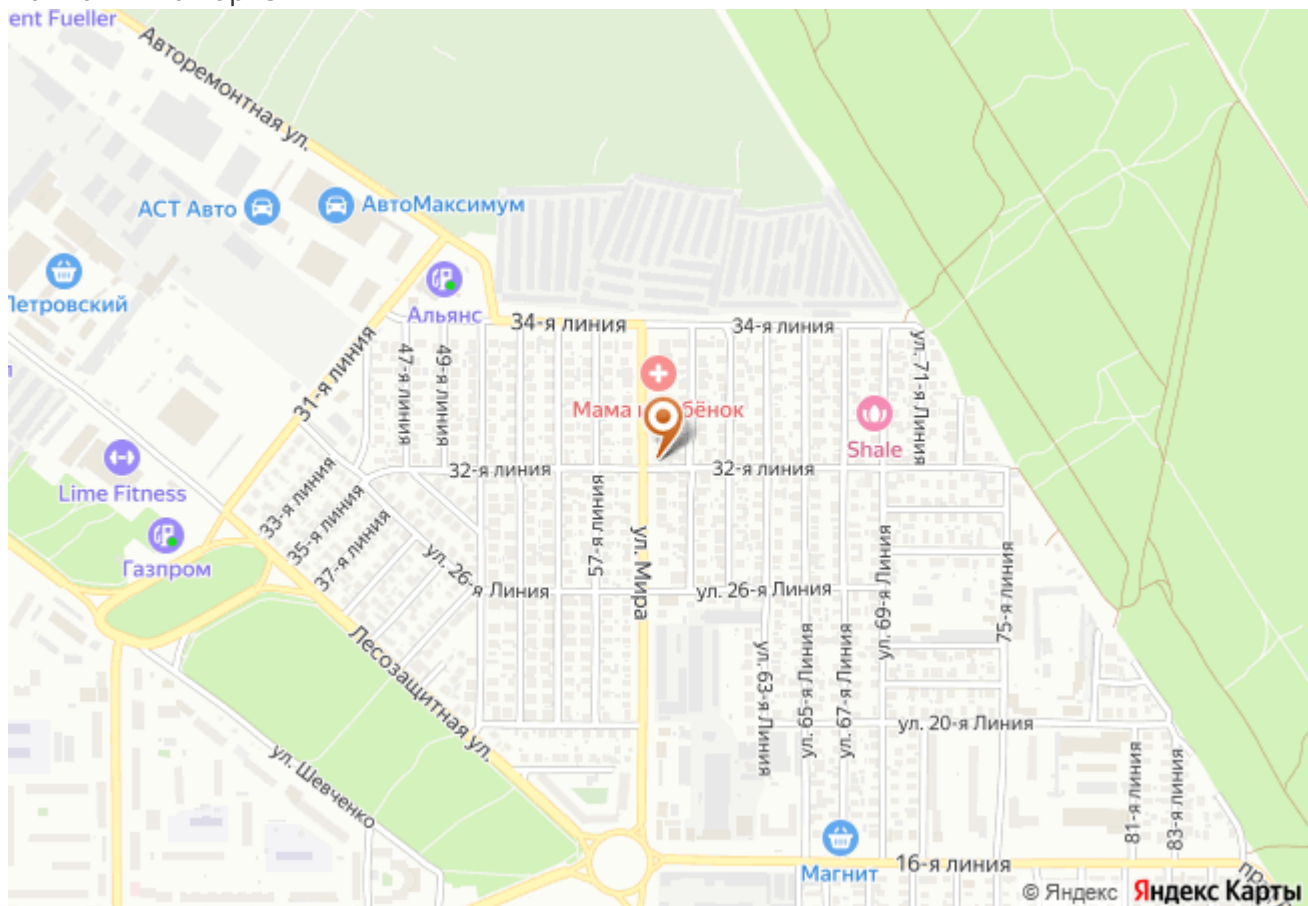 ent Fueller
Авторемонтная ул.
АСТ Авто
АвтоМаксимум
Петровский
Альянс
34-я линия
34-я линия
31-я линия
47-я линия
49-я линия
ул. 71-я Линия
Мама
бёнок
Shale
Lime Fitness
32-я линия
32-я линия
33-я линия
35-я линия
37-я линия
57-я линия
Газпром
ул. Мира
ул. 26-я Линия
ул. 26-я Линия
ул. 69-я Линия
75-я линия
Лесозащитная ул.
ул. 63-я Линия
ул. 65-я Линия
ул. 67-я Линия
ул. 20-я Линия
ул. Шевченко
81-я линия
83-я линия
Магнит
16-я линия
© Яндекс Яндекс Карты